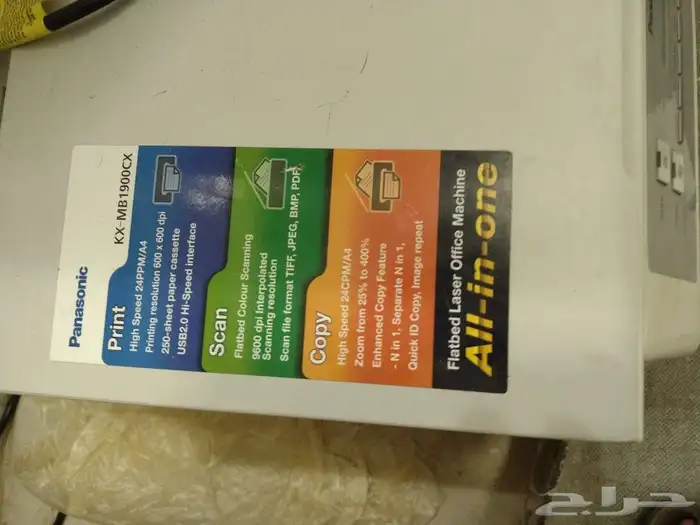 Panasonic
KX-MB1900CX
Print
High Speed 24PPM/A4
Printing resolution 600 x 600 dpi
250-sheet paper cassette
USB2.0 Hi-Speed interface
Scan
Flatbed Colour Scanning
9600 dpi Interpolated
Scanning resolution
Scan file format TIFF, JPEG, BMP, PDF,
Copy
High Speed 24CPM/A4
Zoom from 25% to 400%
Enhanced Copy Feature
- N in 1, Separate N in 1,
Quick ID Copy, Image repeat
Flatbed Laser Office Machine
All-in-one
حراج